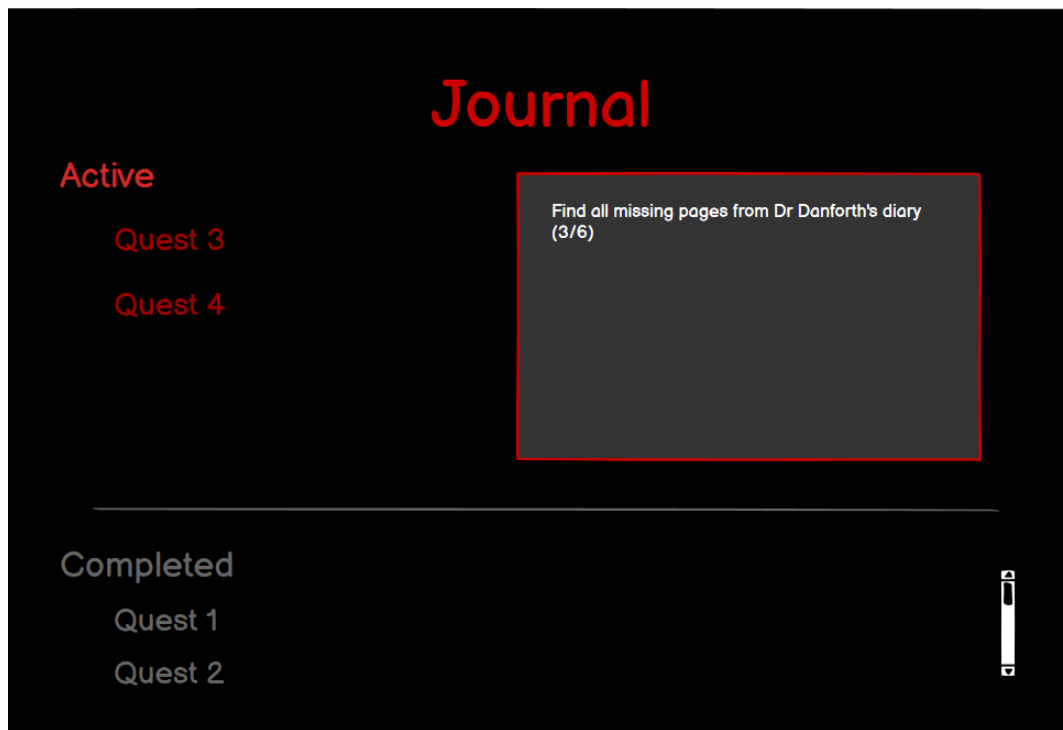 Journal
Active
Quest 3
Quest 4
Find all missing pages from Dr Danforth's diary
(3/6)
Completed
Quest 1
Quest 2